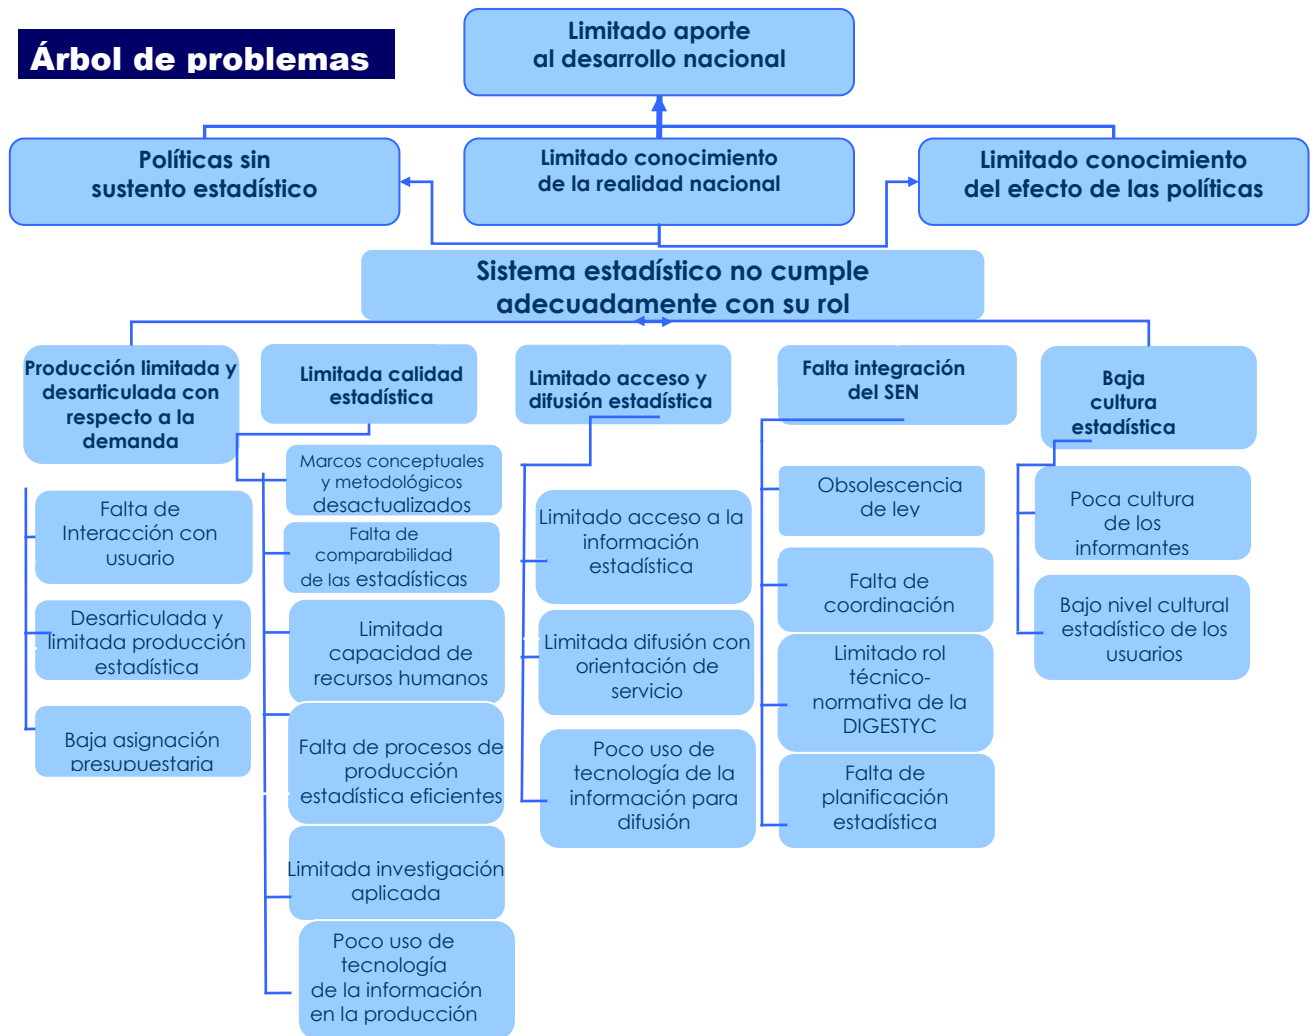 Árbol de problemas
Limitado aporte
al desarrollo nacional
Políticas sin
sustento estadístico
Limitado conocimiento
de la realidad nacional
Limitado conocimiento
del efecto de las políticas
Sistema estadístico no cumple
adecuadamente con su rol
Producción limitada y
desarticulada con
respecto a la
demanda
Falta de
Interacción con
usuario
Desarticulada y
limitada producción
estadística
Baja asignación
presupuestaria
Limitada calidad
estadística
Marcos conceptuales
y metodológicos
desactualizados
Falta de
comparabilidad
de las estadísticas
Limitada
capacidad de
recursos humanos
Falta de procesos de
producción
estadística eficientes
Limitada investigación
aplicada
Poco uso de
tecnología
de la información
en la producción
Limitado acceso y
difusión estadística
Limitado acceso a la
información
estadística
Limitada difusión con
orientación de
servicio
Poco uso de
tecnología de la
información para
difusión
Falta integración
del SEN
Obsolescencia
de ley
Falta de
coordinación
Limitado rol
técnico-
normativa de la
DIGESTYC
Falta de
planificación
estadística
Baja
cultura
estadística
Poca cultura
de los
informantes
Bajo nivel cultural
estadístico de los
usuarios